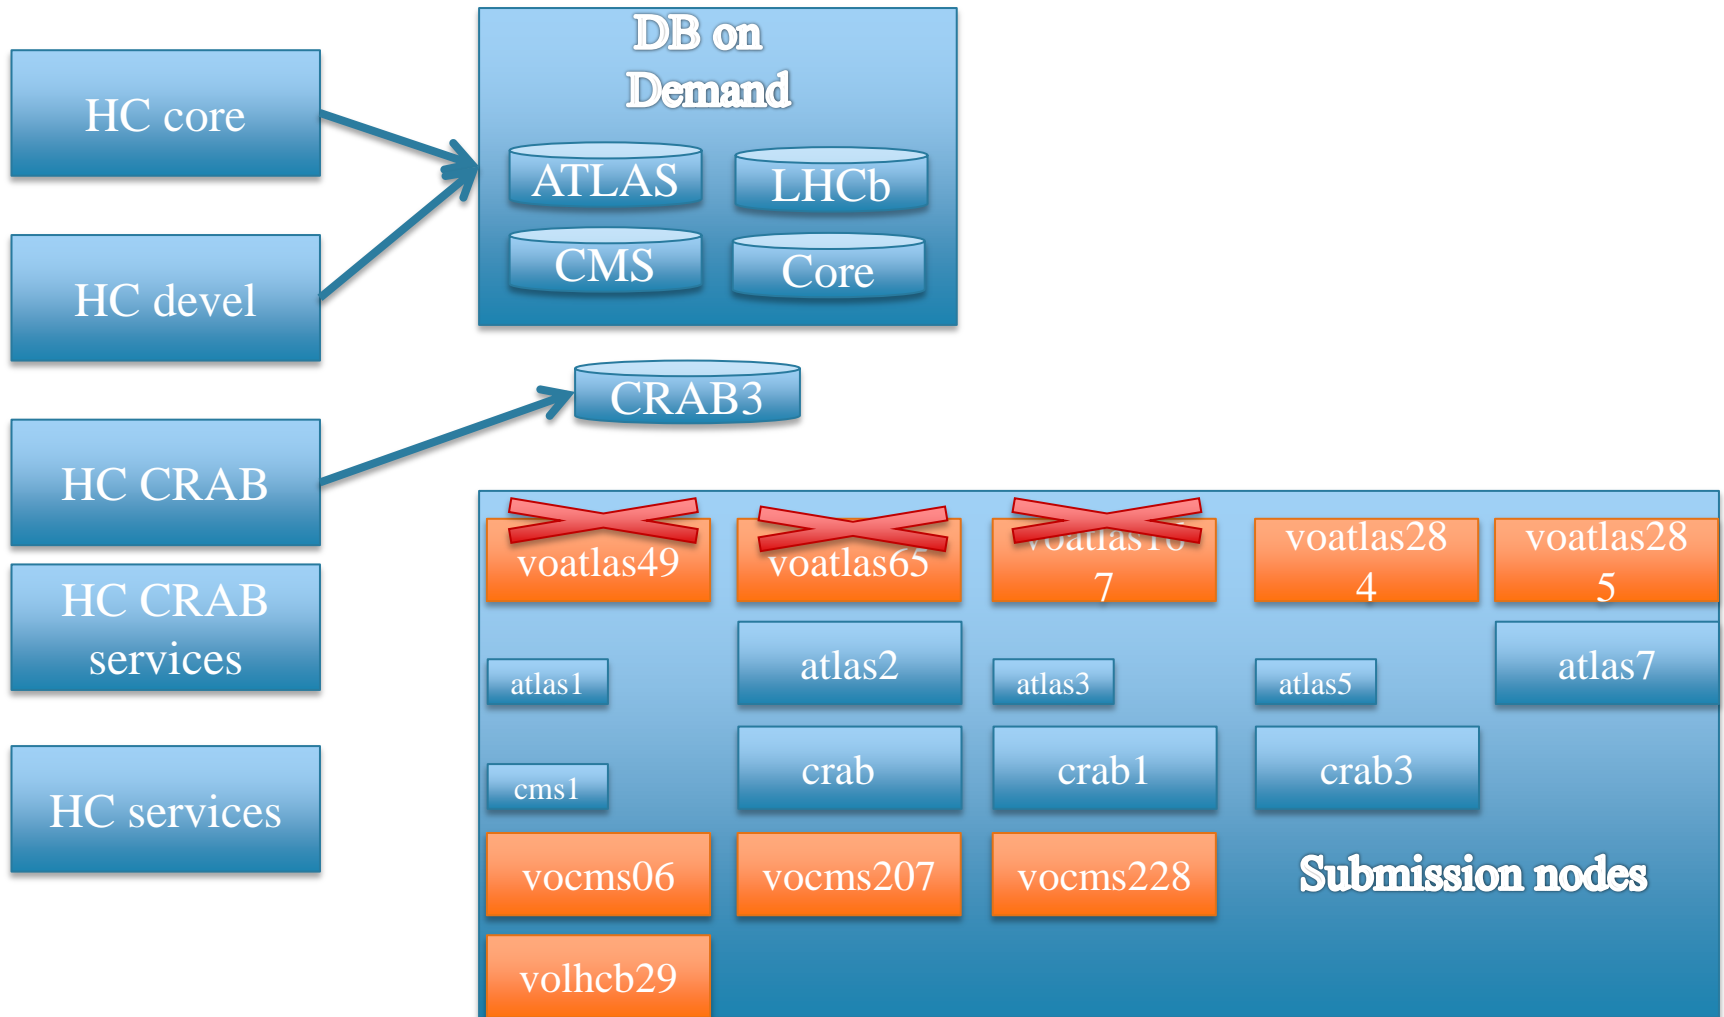 HC core
HC devel
HC CRAB
HC CRAB
services
HC services
DB on
Demand
ATLAS
LHCb
CMS
Core
CRAB3
voatlas49
voatlas65
voatlas16
7
voatlas28
4
voatlas28
5
atlas1
atlas2
atlas3
atlas5
atlas7
cms1
crab
crab1
crab3
vocms06
vocms207
vocms228
Submission nodes
volhcb29